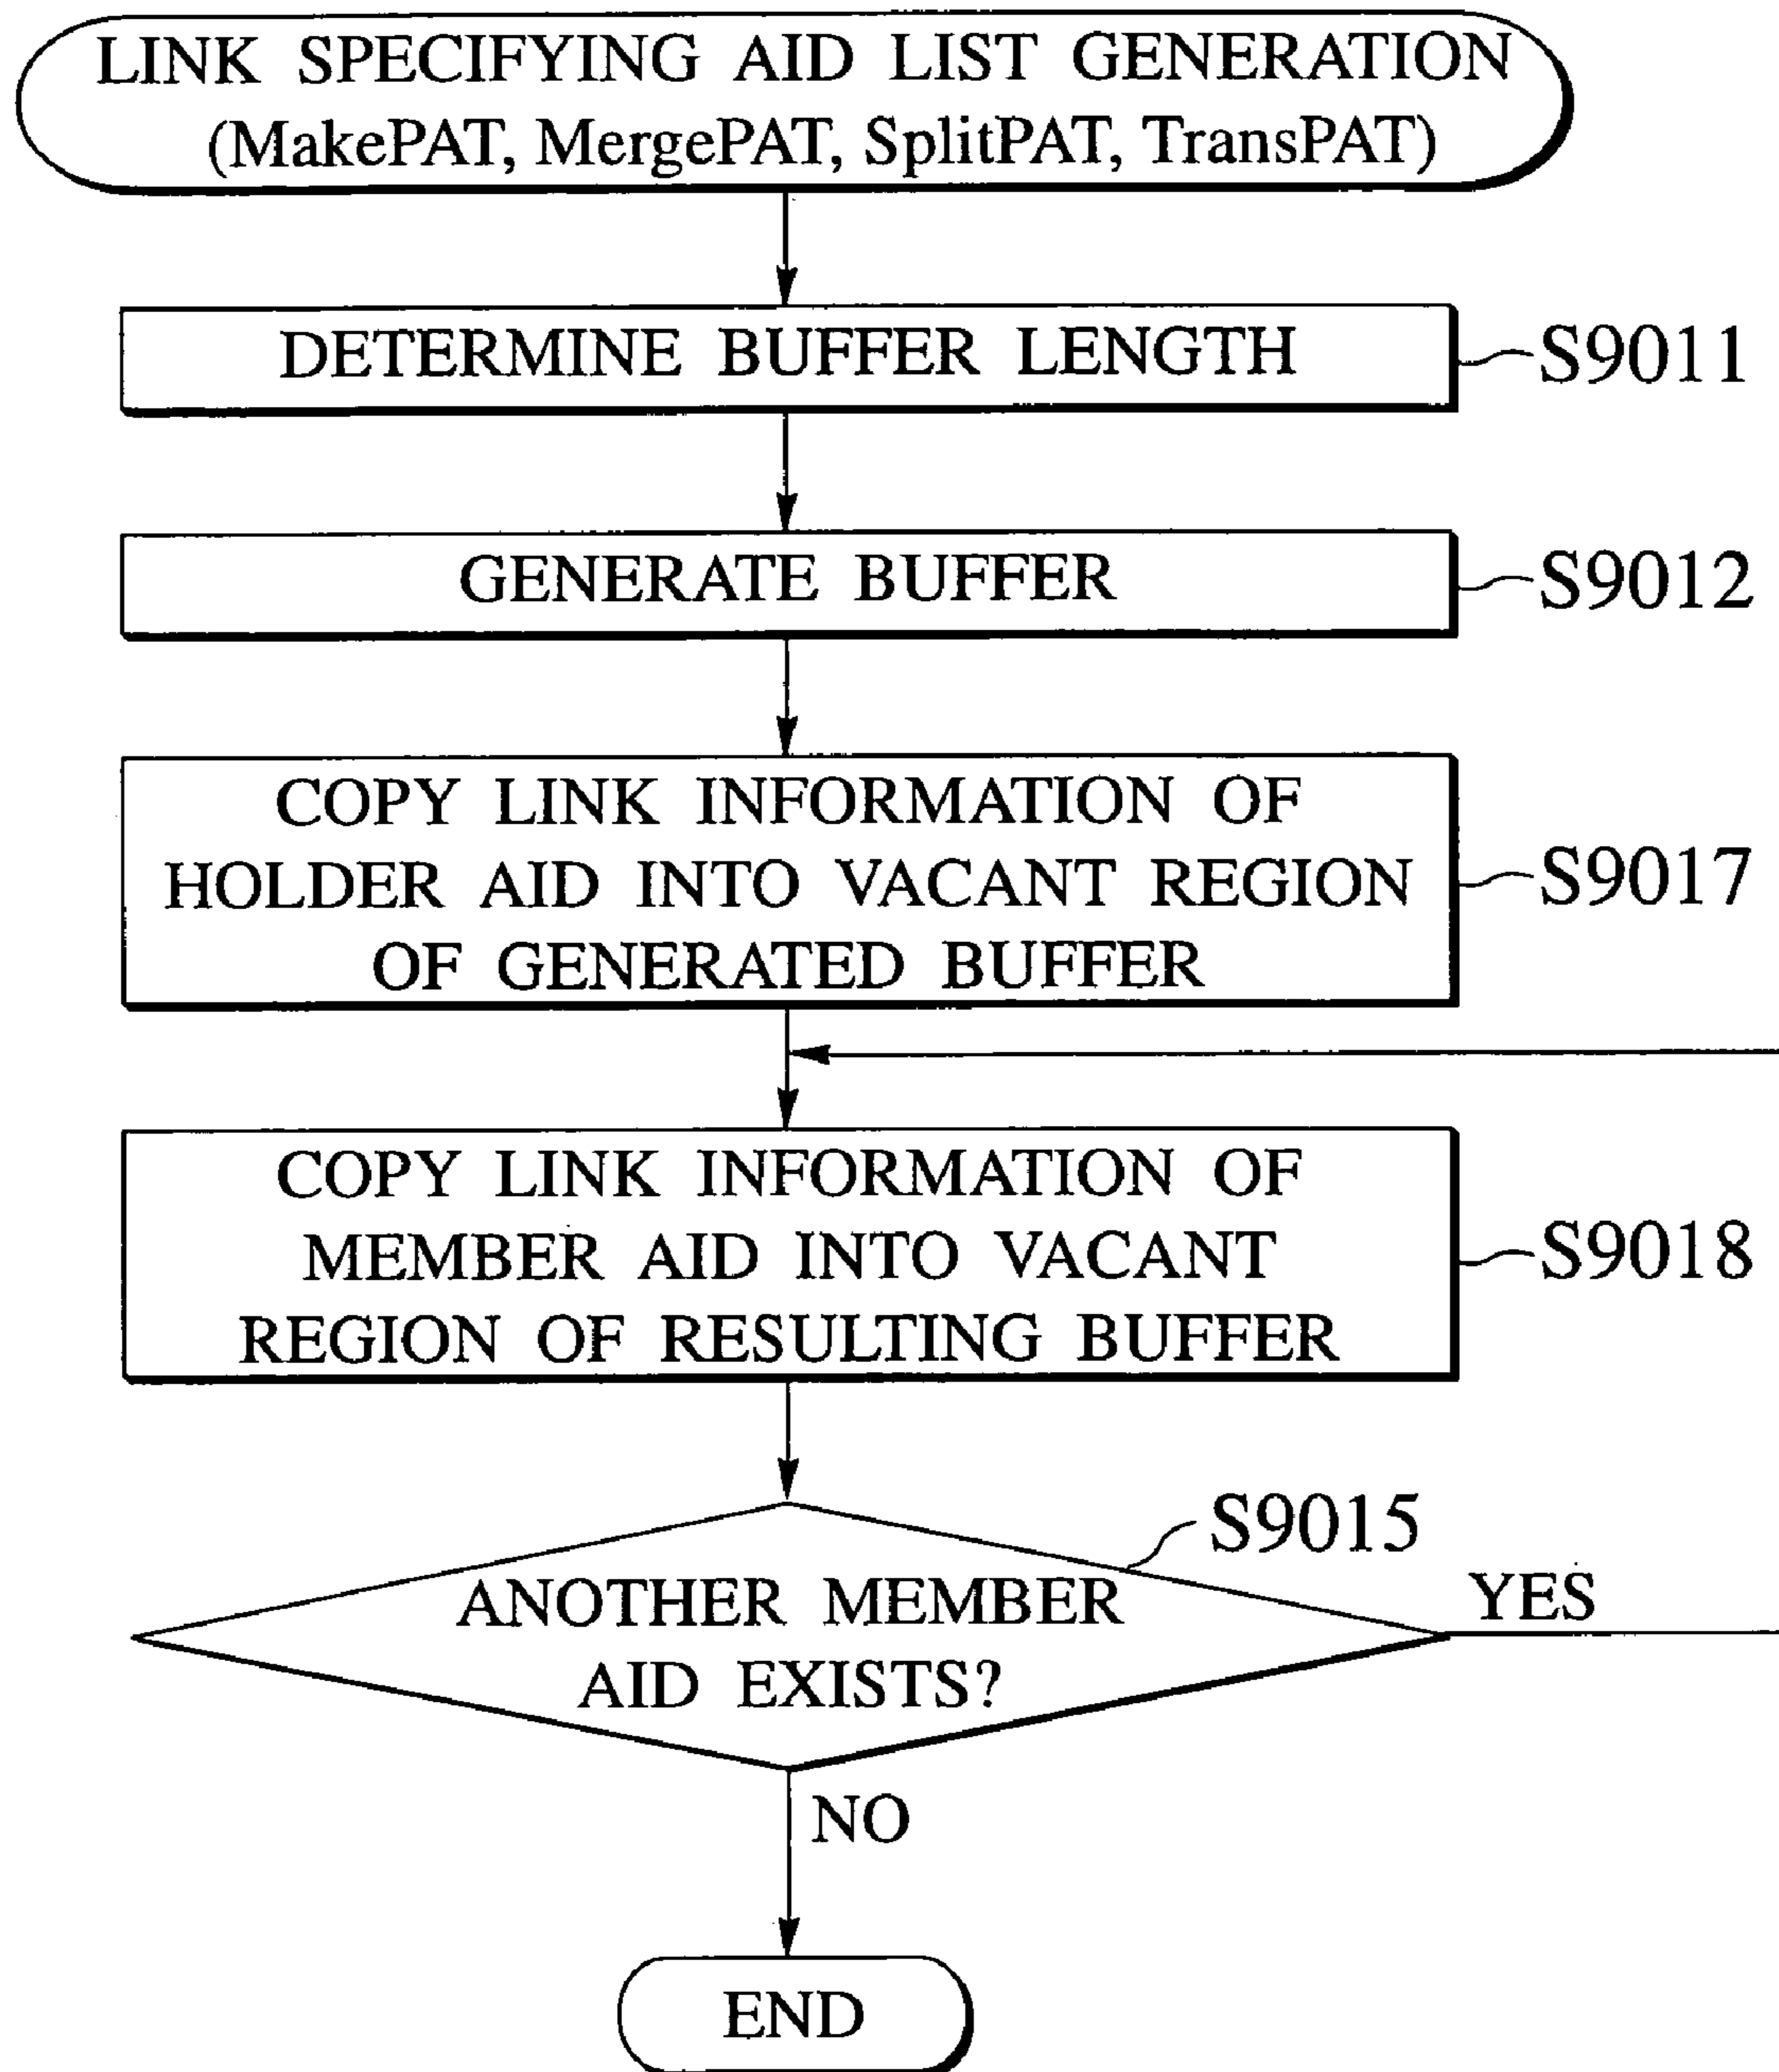 LINK SPECIFYING AID LIST GENERATION
(MakePAT, MergePAT, SplitPAT, TransPAT)
DETERMINE BUFFER LENGTH
S9011
GENERATE BUFFER
S9012
COPY LINK INFORMATION OF
HOLDER AID INTO VACANT REGION
OF GENERATED BUFFER
S9017
COPY LINK INFORMATION OF
MEMBER AID INTO VACANT
REGION OF RESULTING BUFFER
S9018
S9015
ANOTHER MEMBER
AID EXISTS?
YES
NO
END